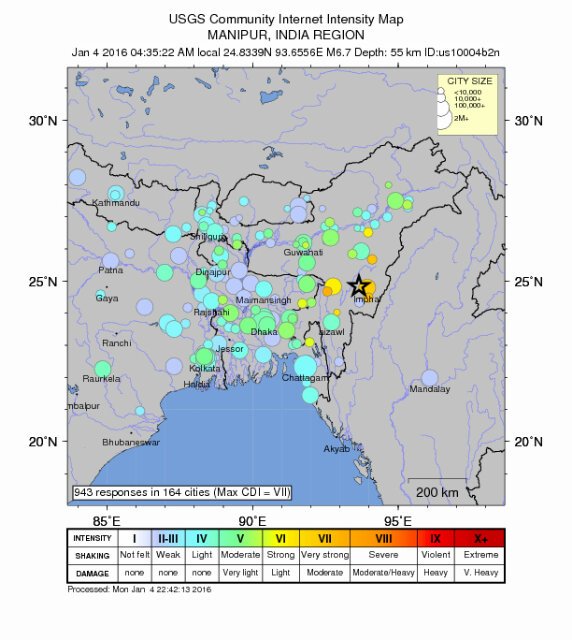 USGS Community Internet Intensity Map
MANIPUR, INDIA REGION
Jan 4 2016 04:35:22 AM local 24.8339N 93.6556E M6.7 Depth: 55 km ID:us10004b2n
CITY SIZE
<10,000
10,000+
100,000+
2M+
30°N
30°N
Kathmandu
Shiliguri
Guwahati
Patna
Dinajpur
25°N
25°N
Gaya
Maimansingh
Imphal
Rajshahi
Ranchi
Dhaka
Aizawl
Jessor
Raurkela
Kolkata
Chattagam
Mandalay
Haldia
mbalpur
20°N
20°N
Bhubaneswar
Akyab
943 responses in 164 cities (Max CDI = VII)
200 km
85°E
90°E
95°E
INTENSITY I II-III IV V VI VII VIII IX X+
SHAKING Not felt Weak Light Moderate Strong Very strong Severe Violent Extreme
DAMAGE none none none Very light Light Moderate Moderate/Heavy Heavy V. Heavy
Processed: Mon Jan 4 22:42:13 2016